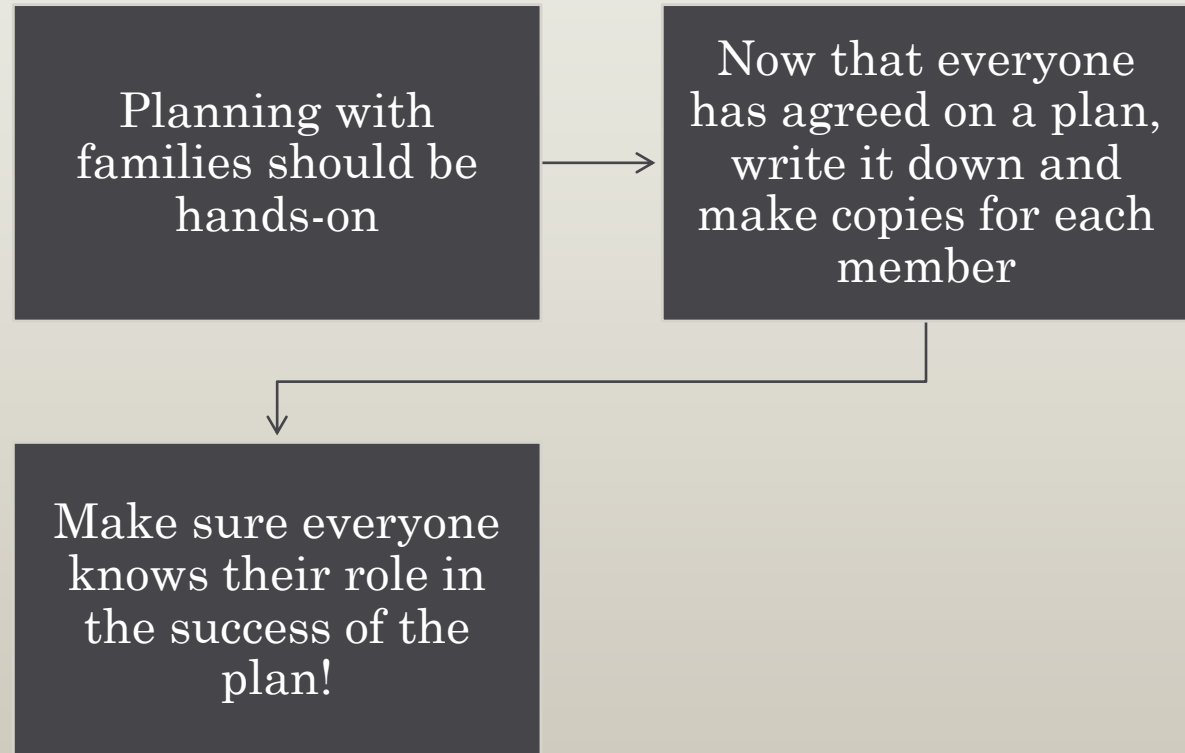 Planning with
families should be
hands-on
Now that everyone
has agreed on a plan,
write it down and
make copies for each
member
Make sure everyone
knows their role in
the success of the
plan!